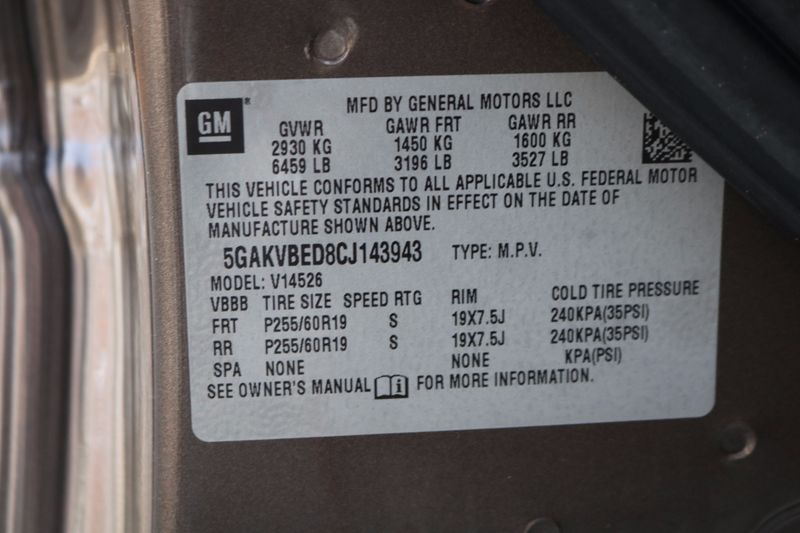 GM
MFD BY GENERAL MOTORS LLC
GVWR GAWR FRT GAWR RR
2930 KG 1450 KG 1600 KG
6459 LB 3196 LB 3527 LB
THIS VEHICLE CONFORMS TO ALL APPLICABLE U.S. FEDERAL MOTOR
VEHICLE SAFETY STANDARDS IN EFFECT ON THE DATE OF
MANUFACTURE SHOWN ABOVE.
5GAKVBED8CJ143943 TYPE: M.P.V.
MODEL: V14526
VBBB TIRE SIZE SPEED RTG RIM COLD TIRE PRESSURE
FRT P255/60R19 S 19X7.5J 240KPA(35PSI)
RR P255/60R19 S 19X7.5J 240KPA(35PSI)
SPA NONE NONE KPA(PSI)
SEE OWNER'S MANUAL FOR MORE INFORMATION.